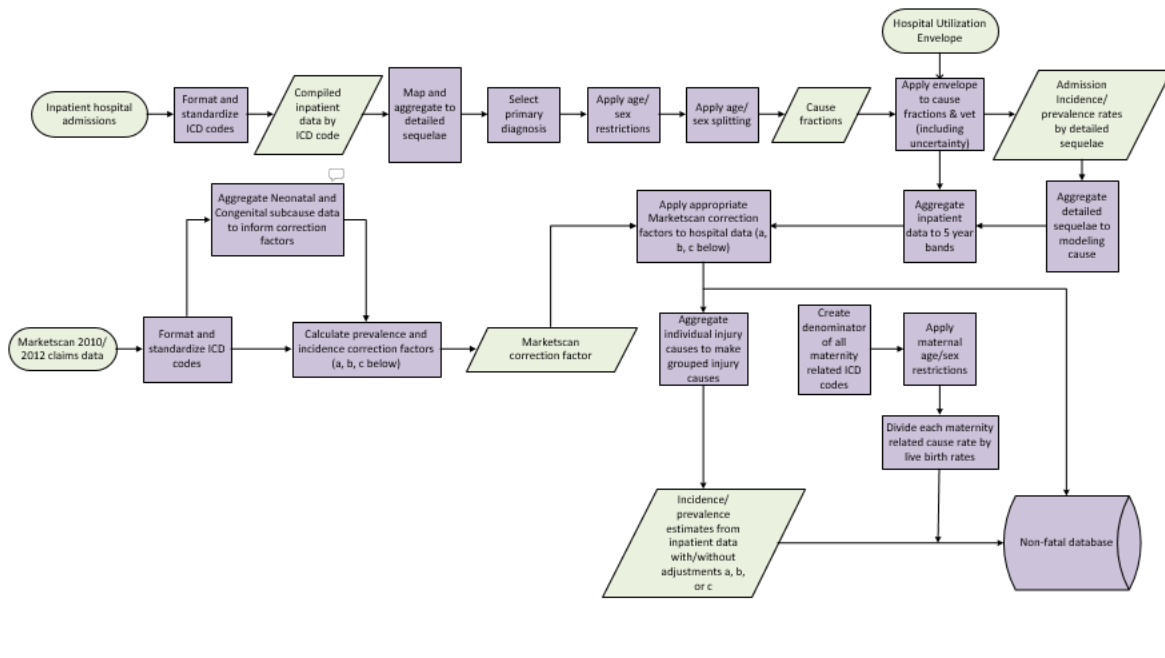 Hospital Utilization
Envelope
Inpatient hospital
admissions
Format and
standardize
ICD codes
Compiled
inpatient
data by
ICD code
Map and
aggregate to
detailed
sequelae
Select
primary
diagnosis
Apply age/
sex
restrictions
Apply age/
sex splitting
Cause
fractions
Apply envelope
to cause
fractions & vet
(including
uncertainty)
Admission
Incidence/
prevalence rates
by detailed
sequelae
Aggregate Neonatal and
Congenital subcause data
to inform correction
factors
Apply appropriate
Marketscan correction
factors to hospital data (a,
b, c below)
Aggregate
inpatient
data to 5 year
bands
Aggregate
detailed
sequelae to
modeling
cause
Marketscan 2010/
2012 claims data
Format and
standardize ICD
codes
Calculate prevalence and
incidence correction factors
(a, b, c below)
Marketscan
correction factor
Aggregate
individual injury
causes to make
grouped injury
causes
Create
denominator
of all
maternity
related ICD
codes
Apply
maternal
age/sex
restrictions
Divide each maternity
related cause rate by
live birth rates
Incidence/
prevalence
estimates from
inpatient data
with/without
adjustments a, b,
or c
Non-fatal database